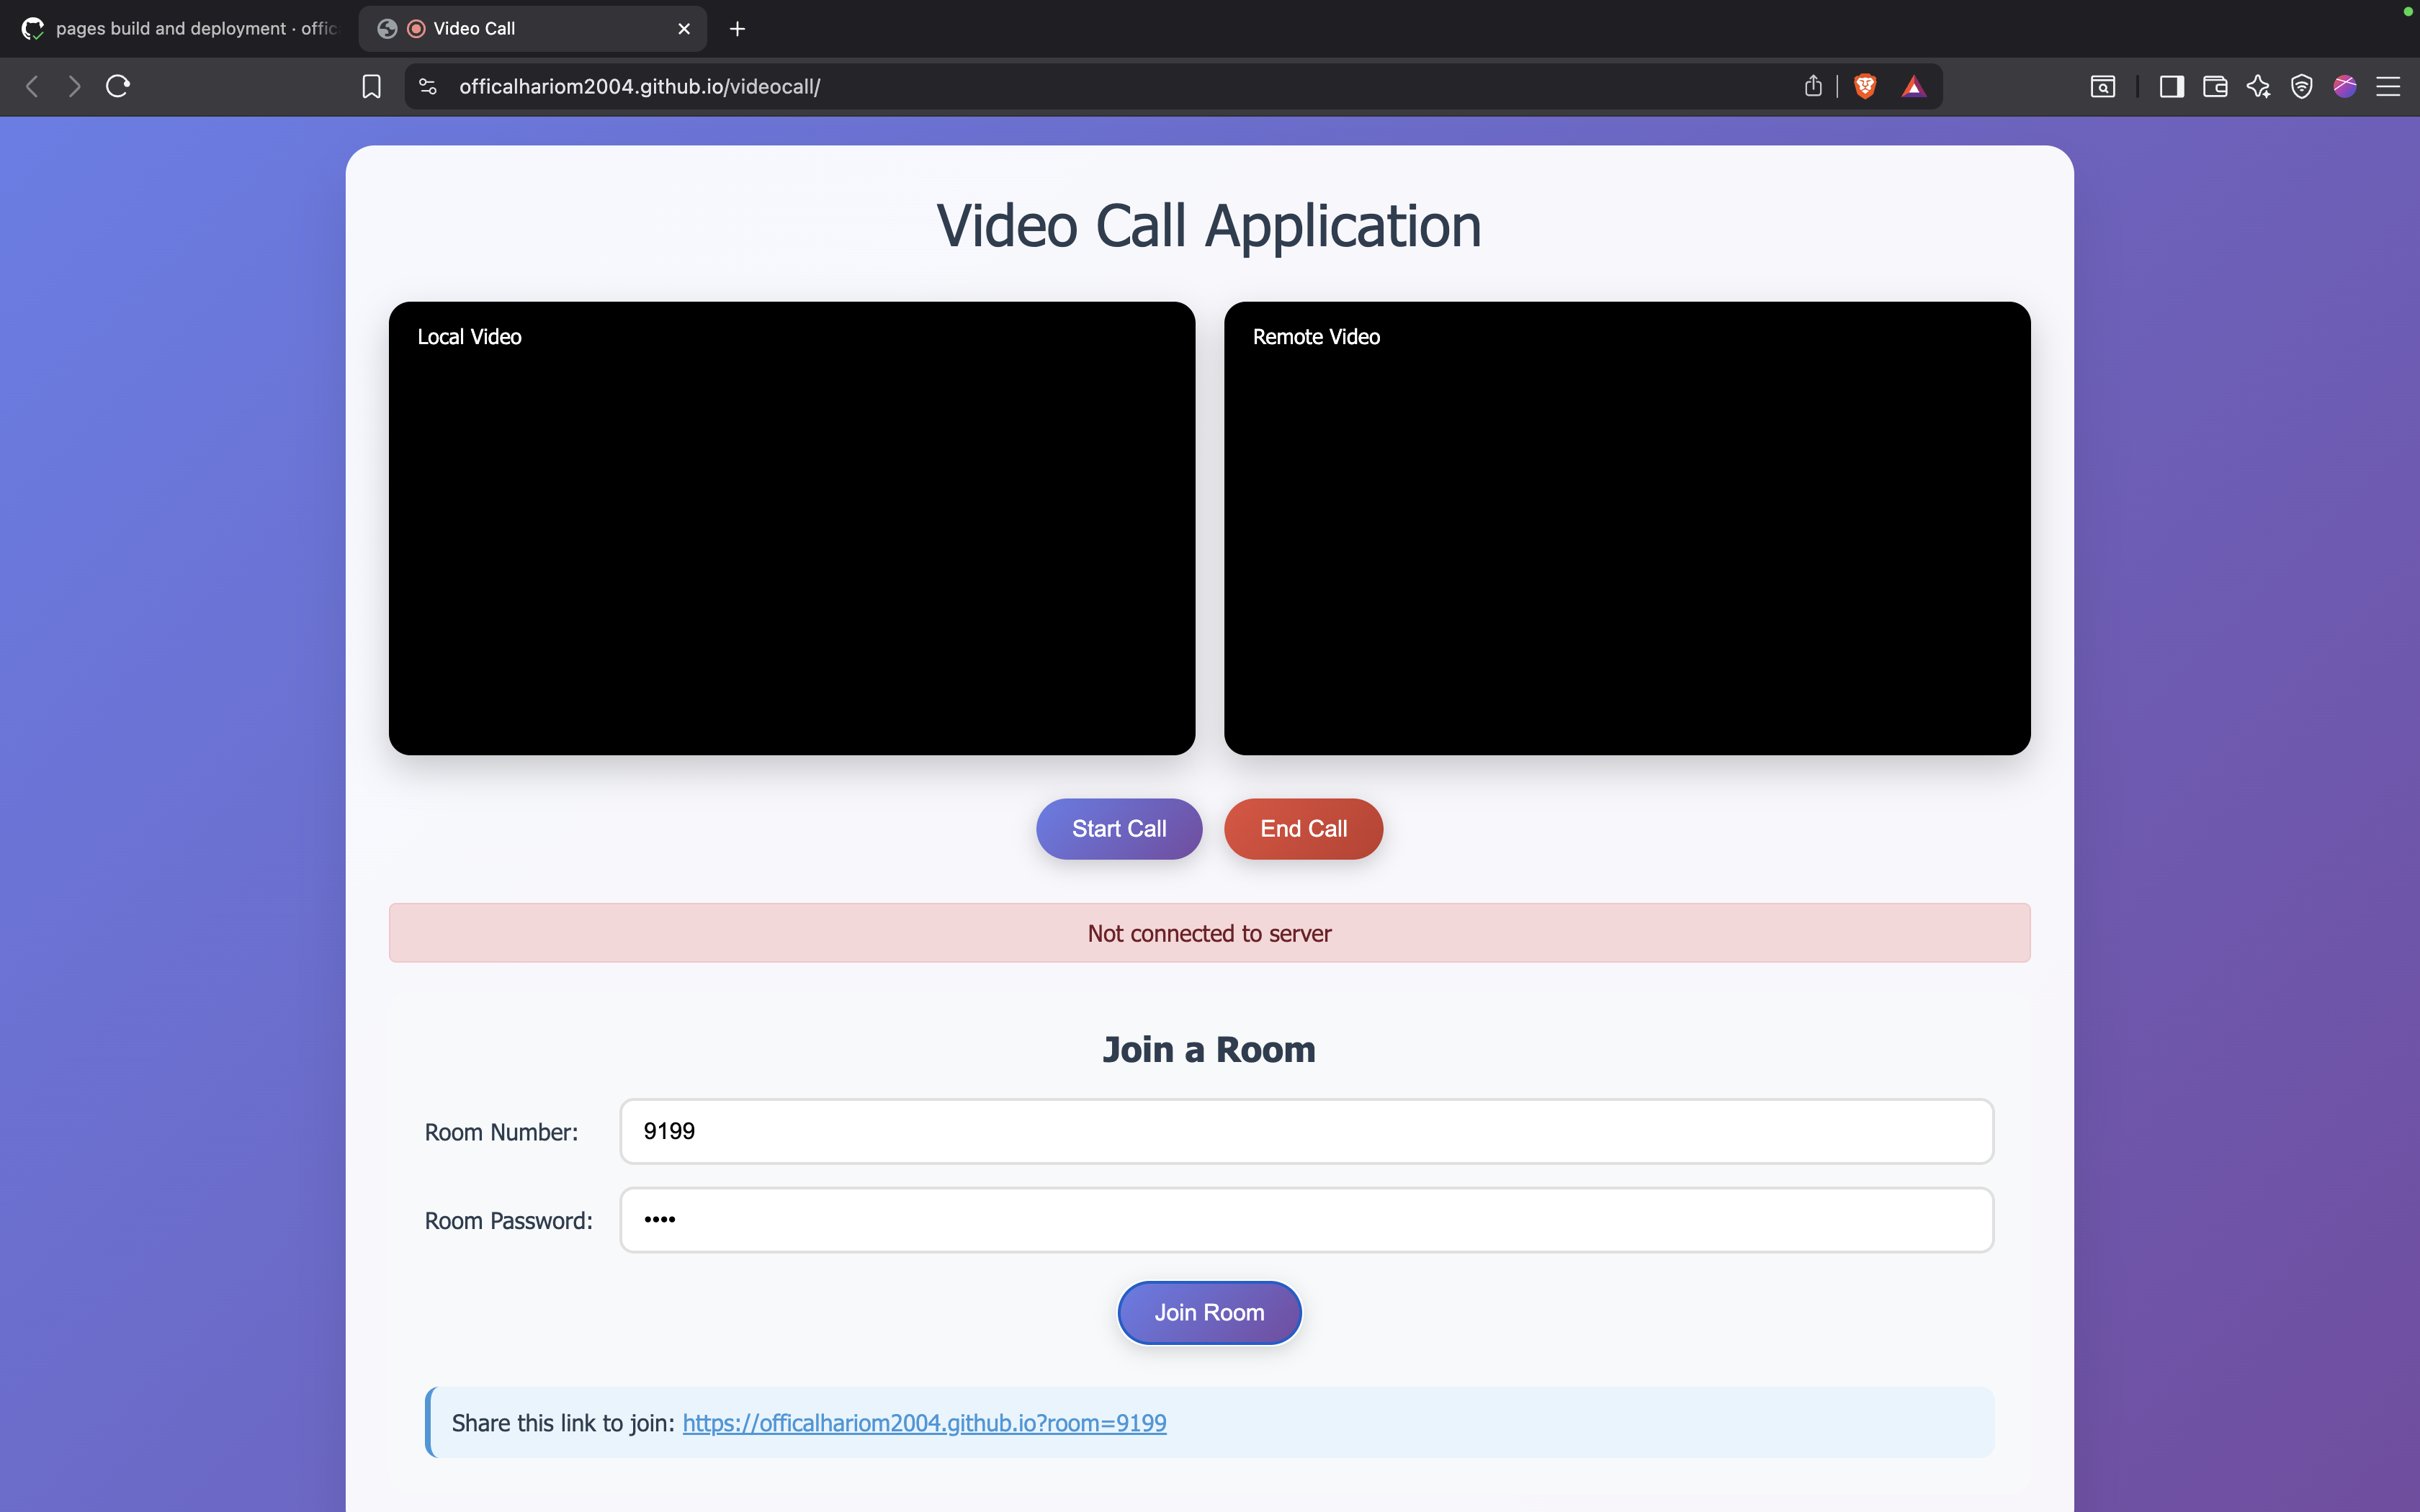 pages build and deployment · offic
Video Call
officalhariom2004.github.io/videocall/
Video Call Application
Local Video
Remote Video
Start Call
End Call
Not connected to server
Join a Room
Room Number:
9199
Room Password:
••••
Join Room
Share this link to join: https://officalhariom2004.github.io?room=9199